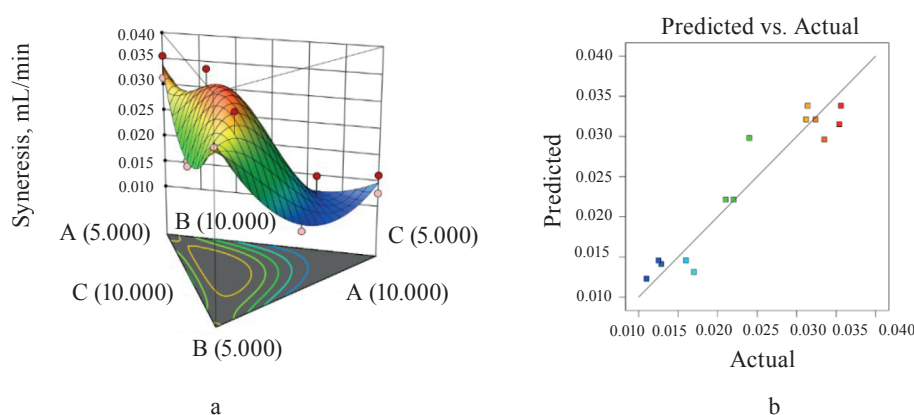 Syneresis, mL/min
0.040
0.035
0.030
0.025
0.020
0.015
0.010
A (5.000)
B (10.000)
C (5.000)
C (10.000)
A (10.000)
B (5.000)
a
Predicted vs. Actual
Predicted
0.040
0.035
0.030
0.025
0.020
0.015
0.010
0.010 0.015 0.020 0.025 0.030 0.035 0.040
Actual
b